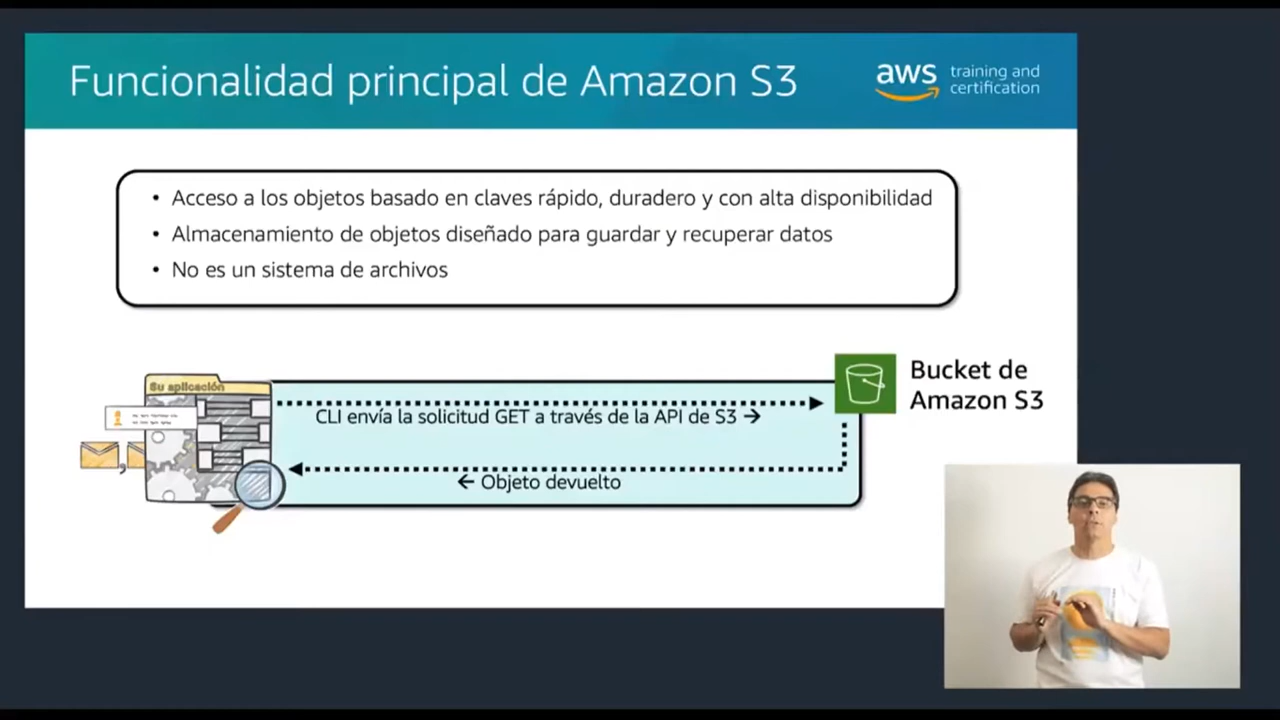 Funcionalidad principal de Amazon S3
aws training and
certification
• Acceso a los objetos basado en claves rápido, duradero y con alta disponibilidad
• Almacenamiento de objetos diseñado para guardar y recuperar datos
• No es un sistema de archivos
Su aplicación
CLI envía la solicitud GET a través de la API de S3 →
← Objeto devuelto
Bucket de
Amazon S3